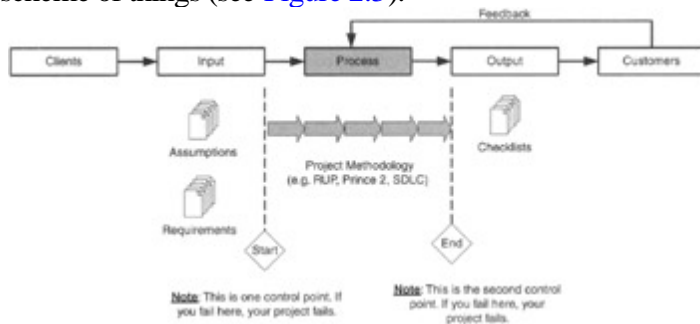 scheme of things (see Figure 2.5).
Feedback
Clients
Input
Process
Output
Customers
Assumptions
Checklists
Project Methodology
(e.g. RUP, Prince 2, SDLC)
Requirements
Start
End
Note: This is one control point. If
you fail here, your project fails.
Note: This is the second control
point. If you fail here, your
project fails.